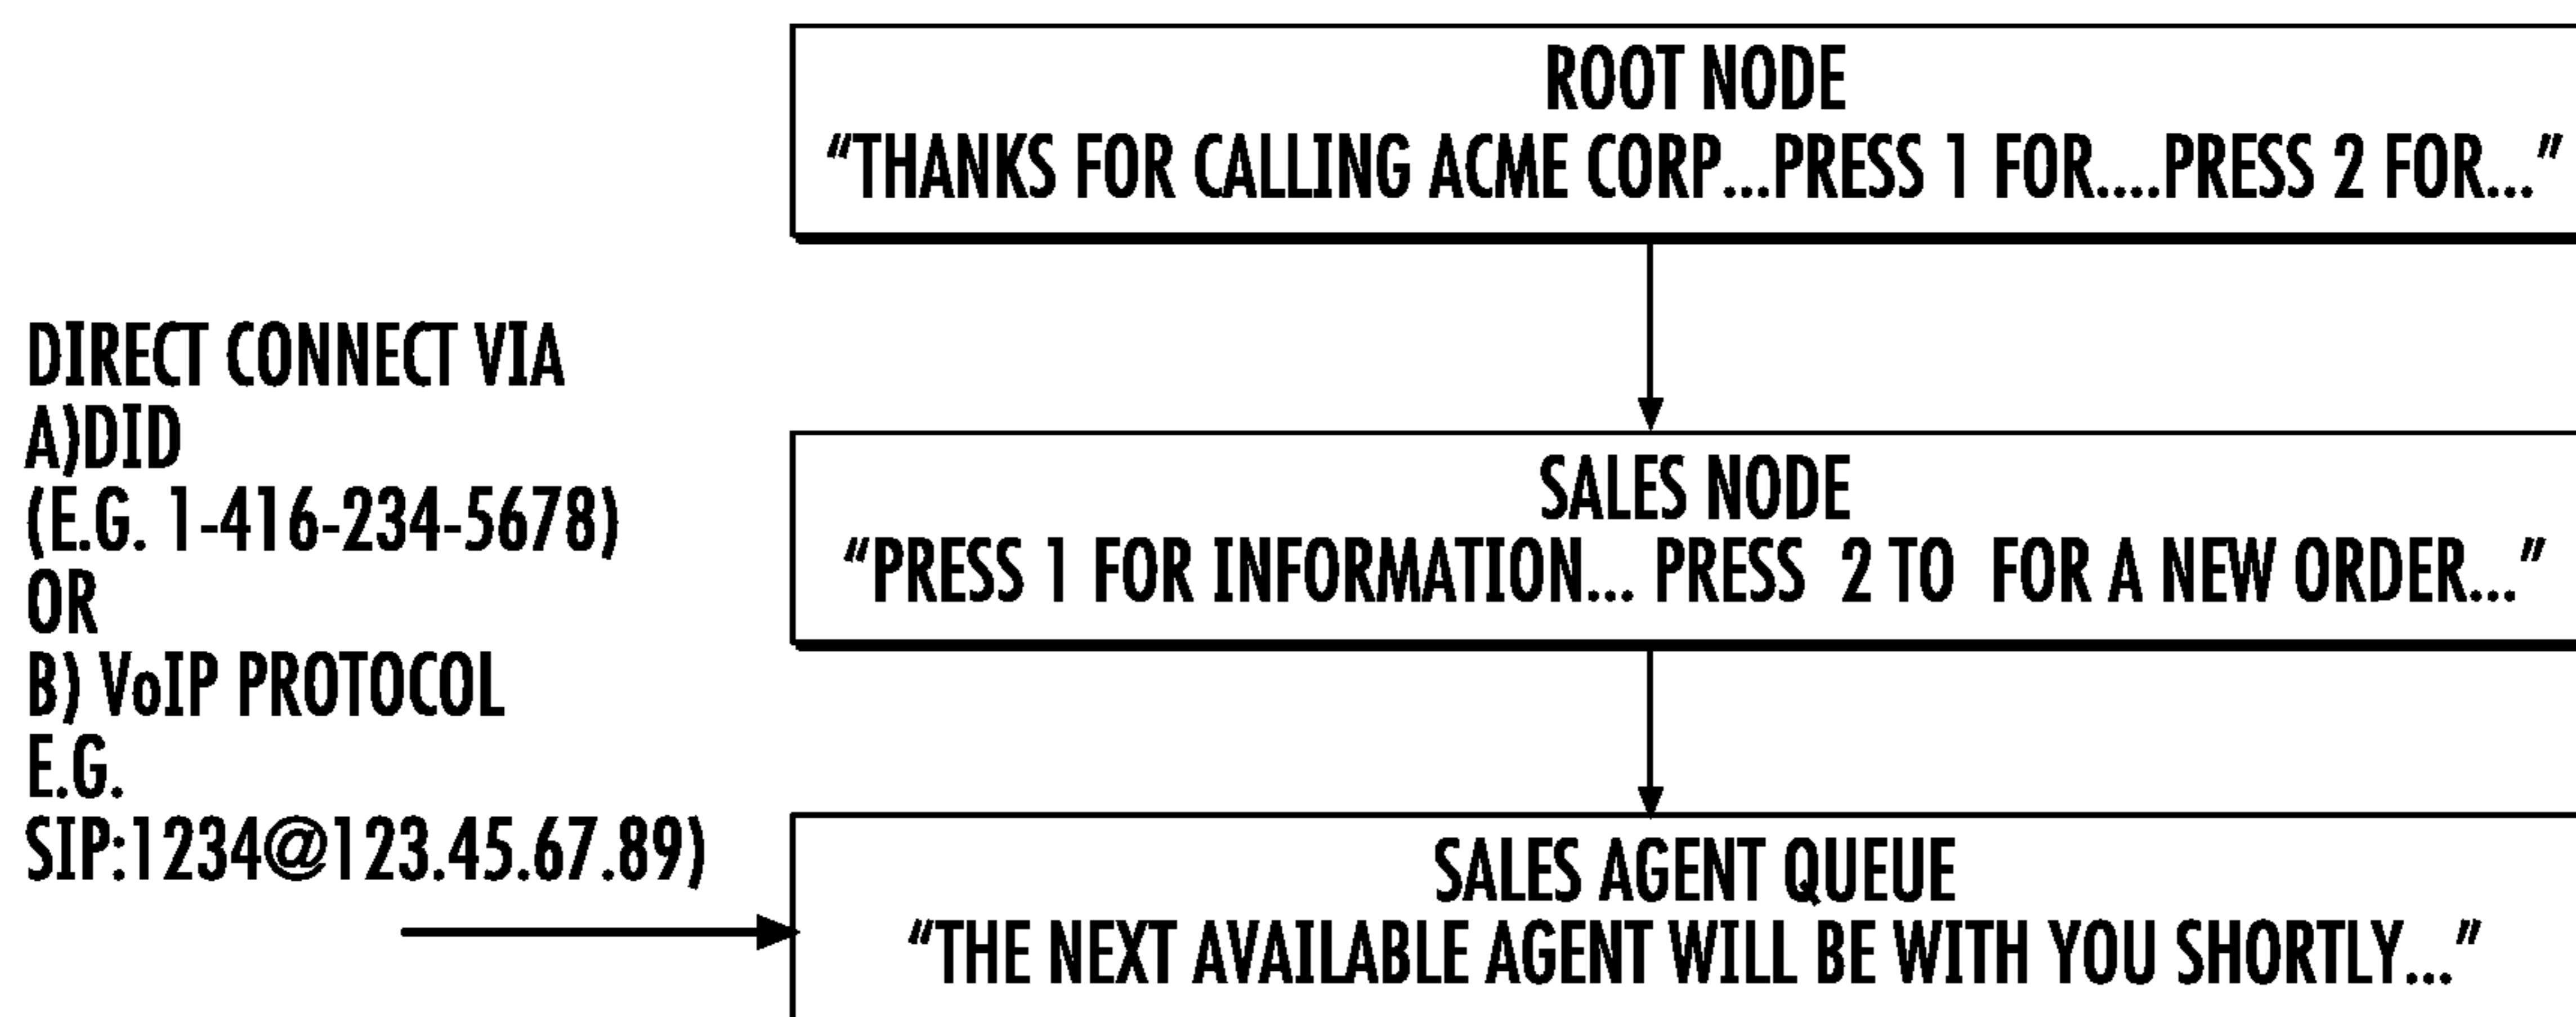 ROOT NODE
"THANKS FOR CALLING ACME CORP...PRESS 1 FOR....PRESS 2 FOR..."
DIRECT CONNECT VIA
A)DID
(E.G. 1-416-234-5678)
OR
B) VoIP PROTOCOL
E.G.
SIP:1234@123.45.67.89)
SALES NODE
"PRESS 1 FOR INFORMATION... PRESS 2 TO FOR A NEW ORDER..."
SALES AGENT QUEUE
"THE NEXT AVAILABLE AGENT WILL BE WITH YOU SHORTLY..."